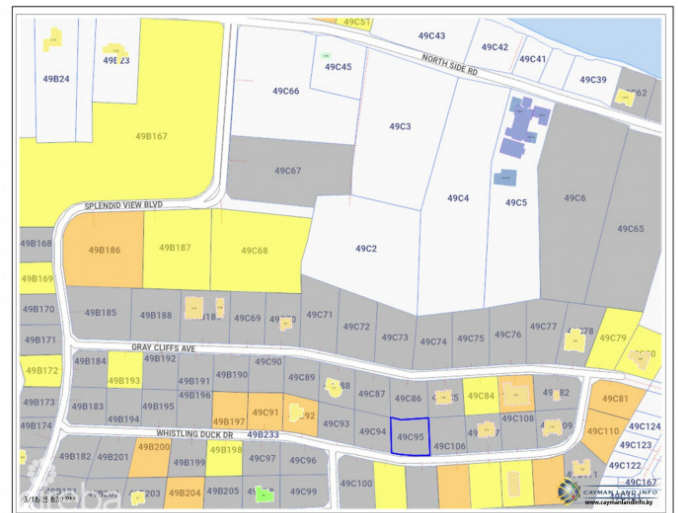 49C51
49C43
49C42
49C41
49C39
49B24
49C45
NORTH SIDE RD
49C66
49C3
49B167
49C67
49C4
49C5
49C6
49C65
SPLENDID VIEW BLVD
49B168
49B186
49B187
49C68
49C2
49B169
49B170
49B185
49B188
49C69
49C71
49C72
49C73
49C74
49C75
49C76
49C77
49C79
49B171
GRAY CLIFFS AVE
49B172
49B184
49B192
49B193
49B191
49B190
49C90
49C89
49C87
49C86
49C84
49C81
49B173
49B183
49B194
49B195
49B196
49B197
49C91
49C93
49C94
49C95
49C106
49C108
49C110
49C124
49C123
49C122
49C167
49B174
WHISTLING DUCK DR
49B233
49B182
49B201
49B200
49B199
49B198
49C97
49C96
49B204
49B205
49C99
49C100
CAYMAN LAND INFO
www.caymanlandinfo.ky